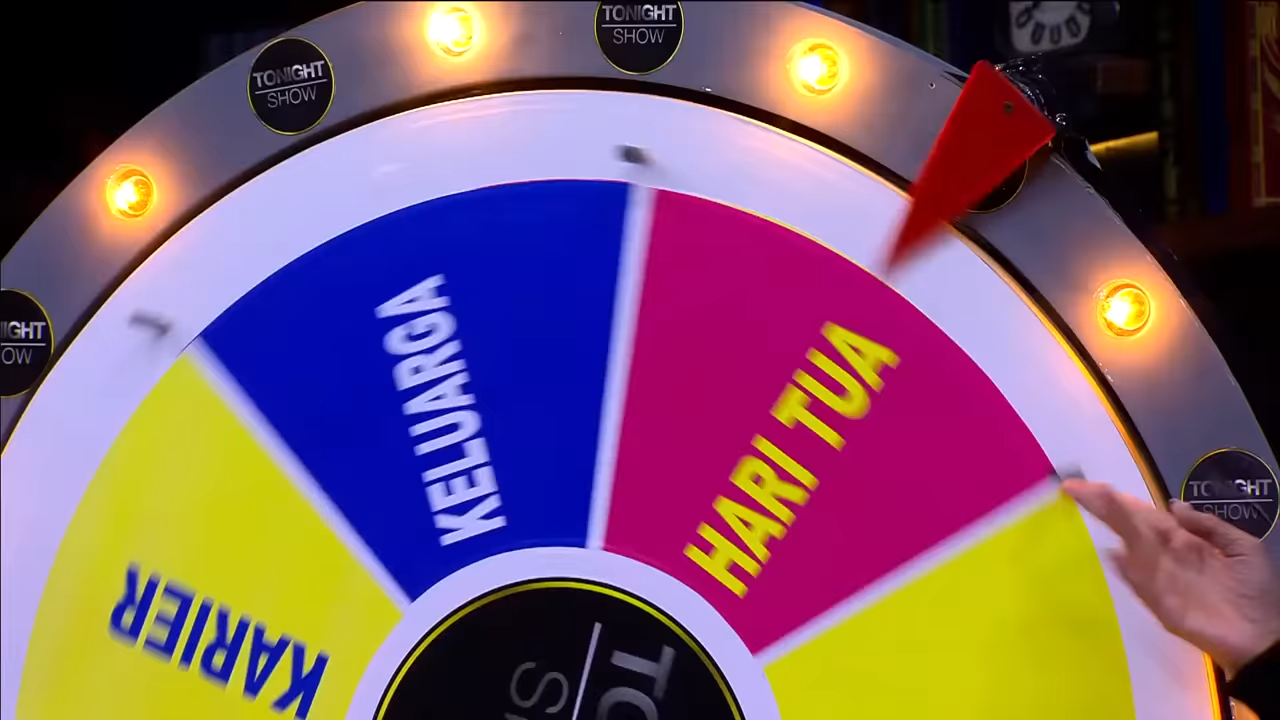 TONIGHT
SHOW
TONIGHT
SHOW
KELUARGA
HARI TUA
KARIER
TONIGHT
SHOW